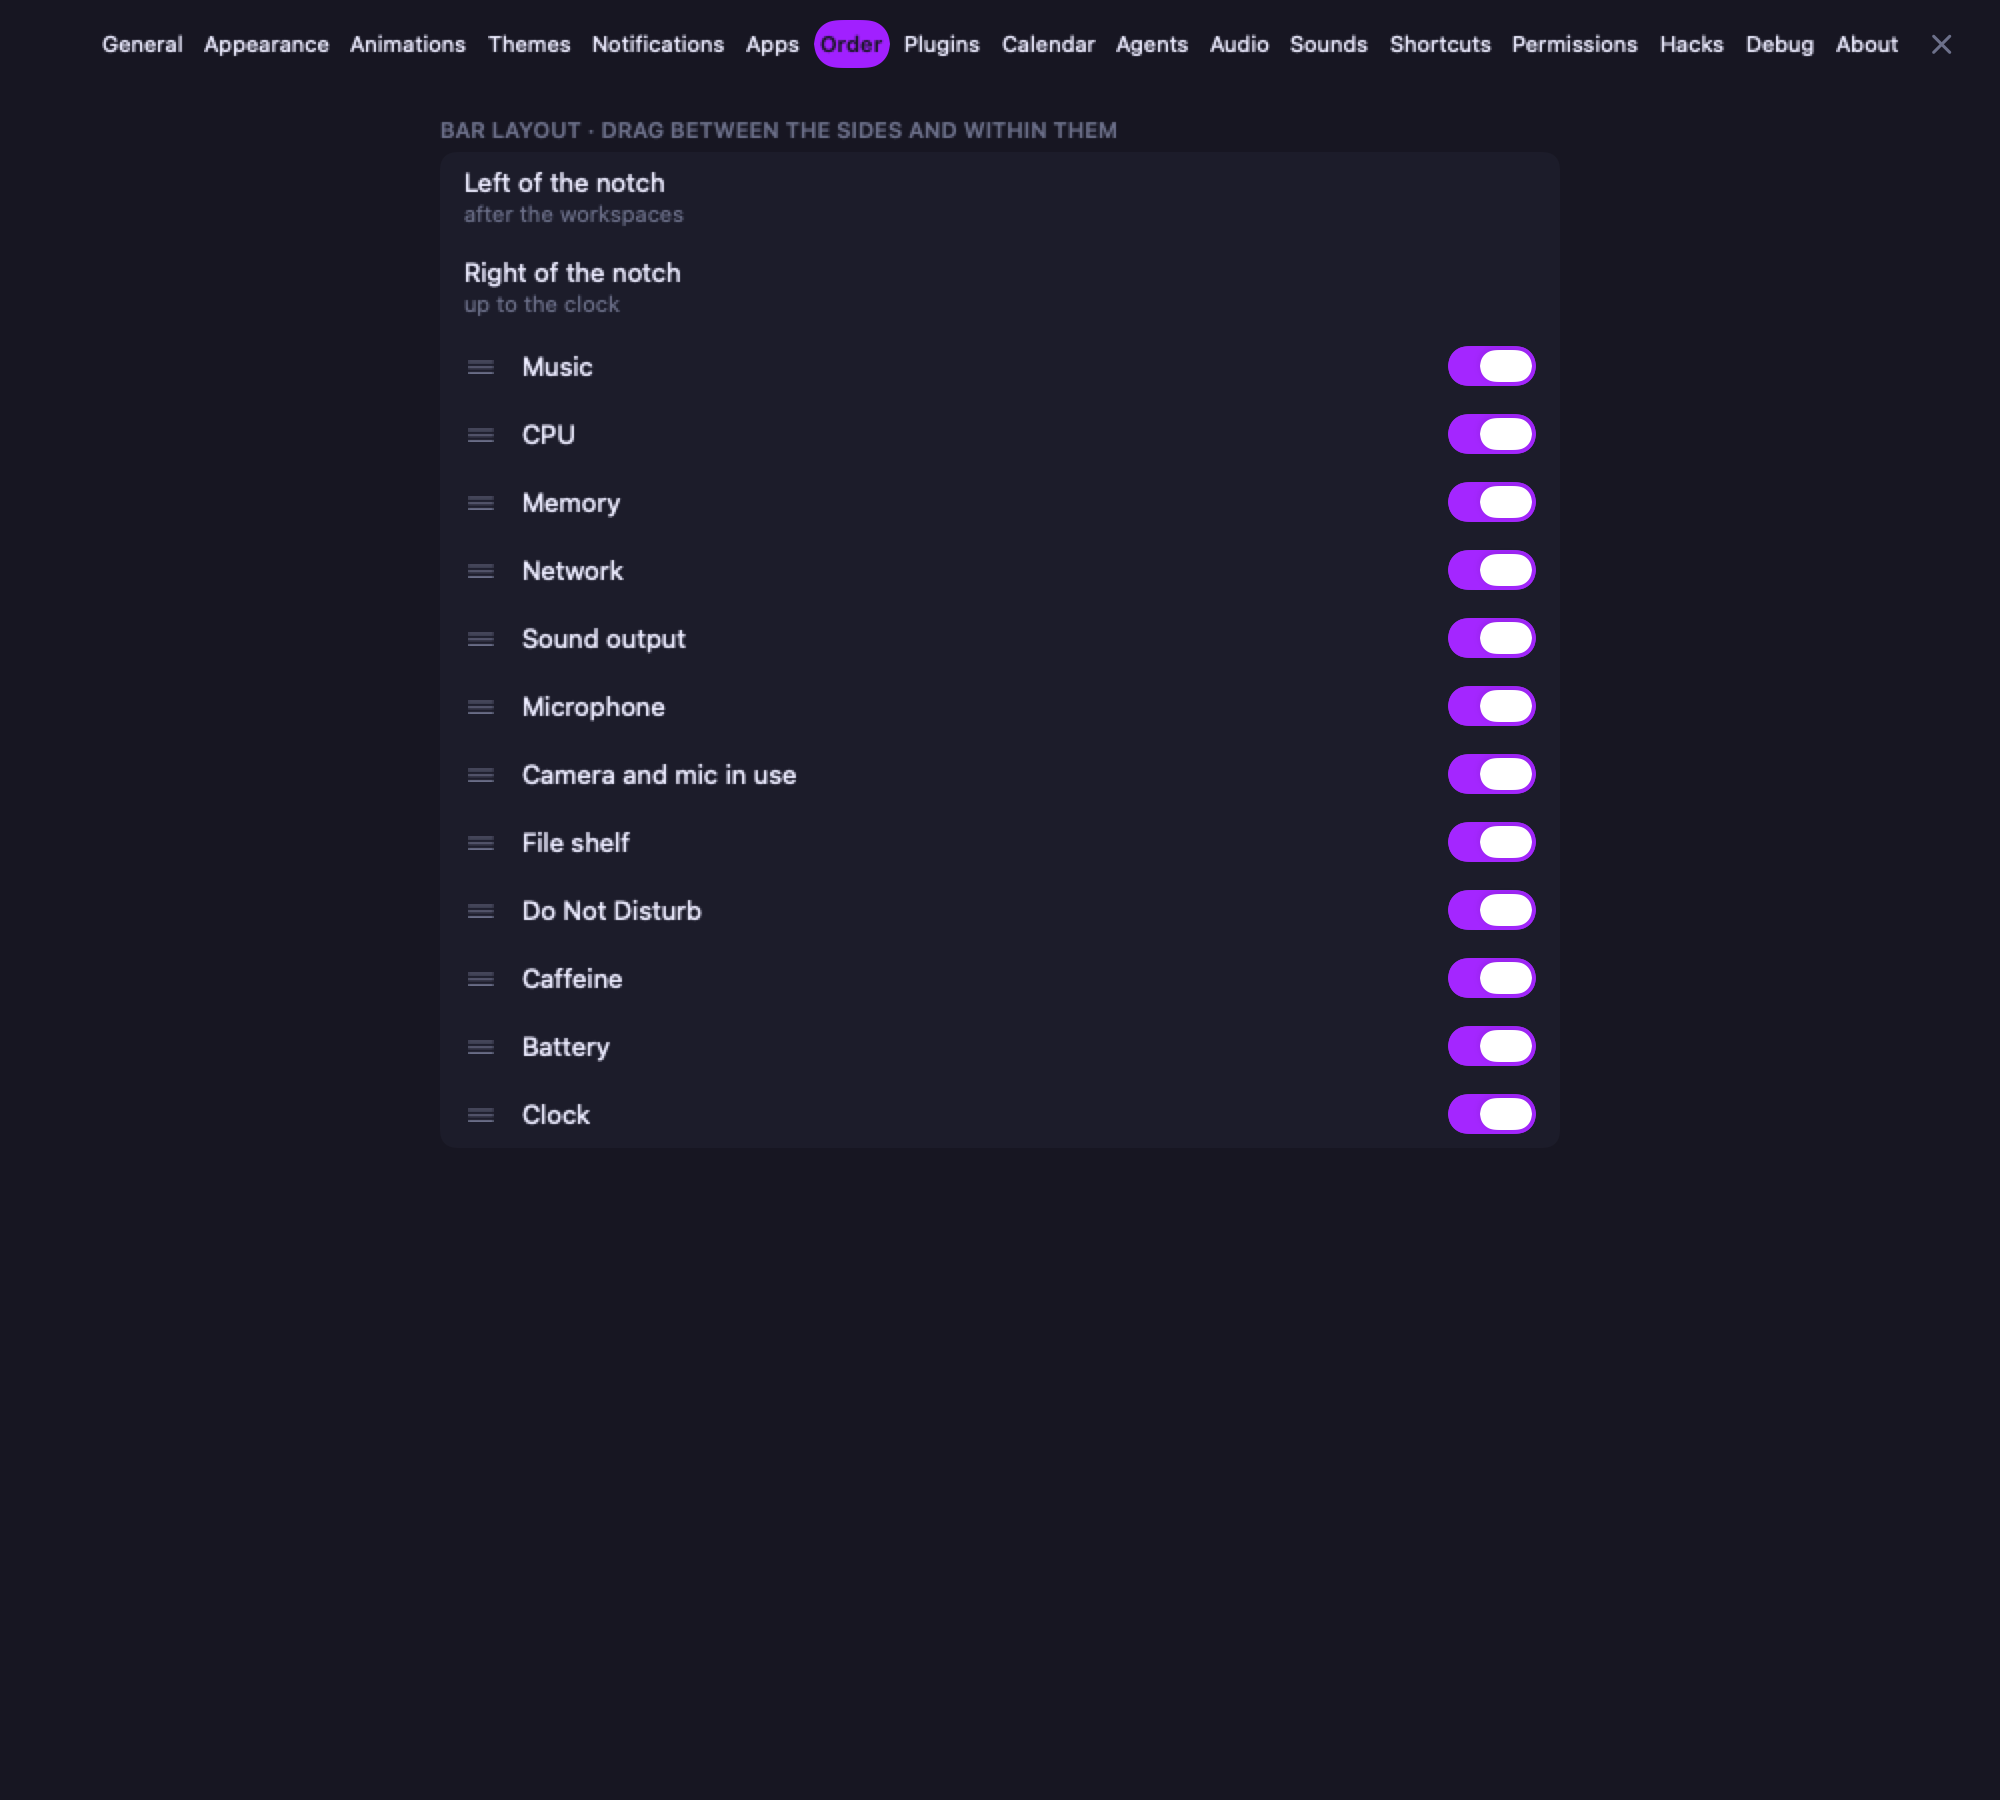 General Appearance Animations Themes Notifications Apps Order Plugins Calendar Agents Audio Sounds Shortcuts Permissions Hacks Debug About
BAR LAYOUT · DRAG BETWEEN THE SIDES AND WITHIN THEM
Left of the notch
after the workspaces
Right of the notch
up to the clock
Music
CPU
Memory
Network
Sound output
Microphone
Camera and mic in use
File shelf
Do Not Disturb
Caffeine
Battery
Clock